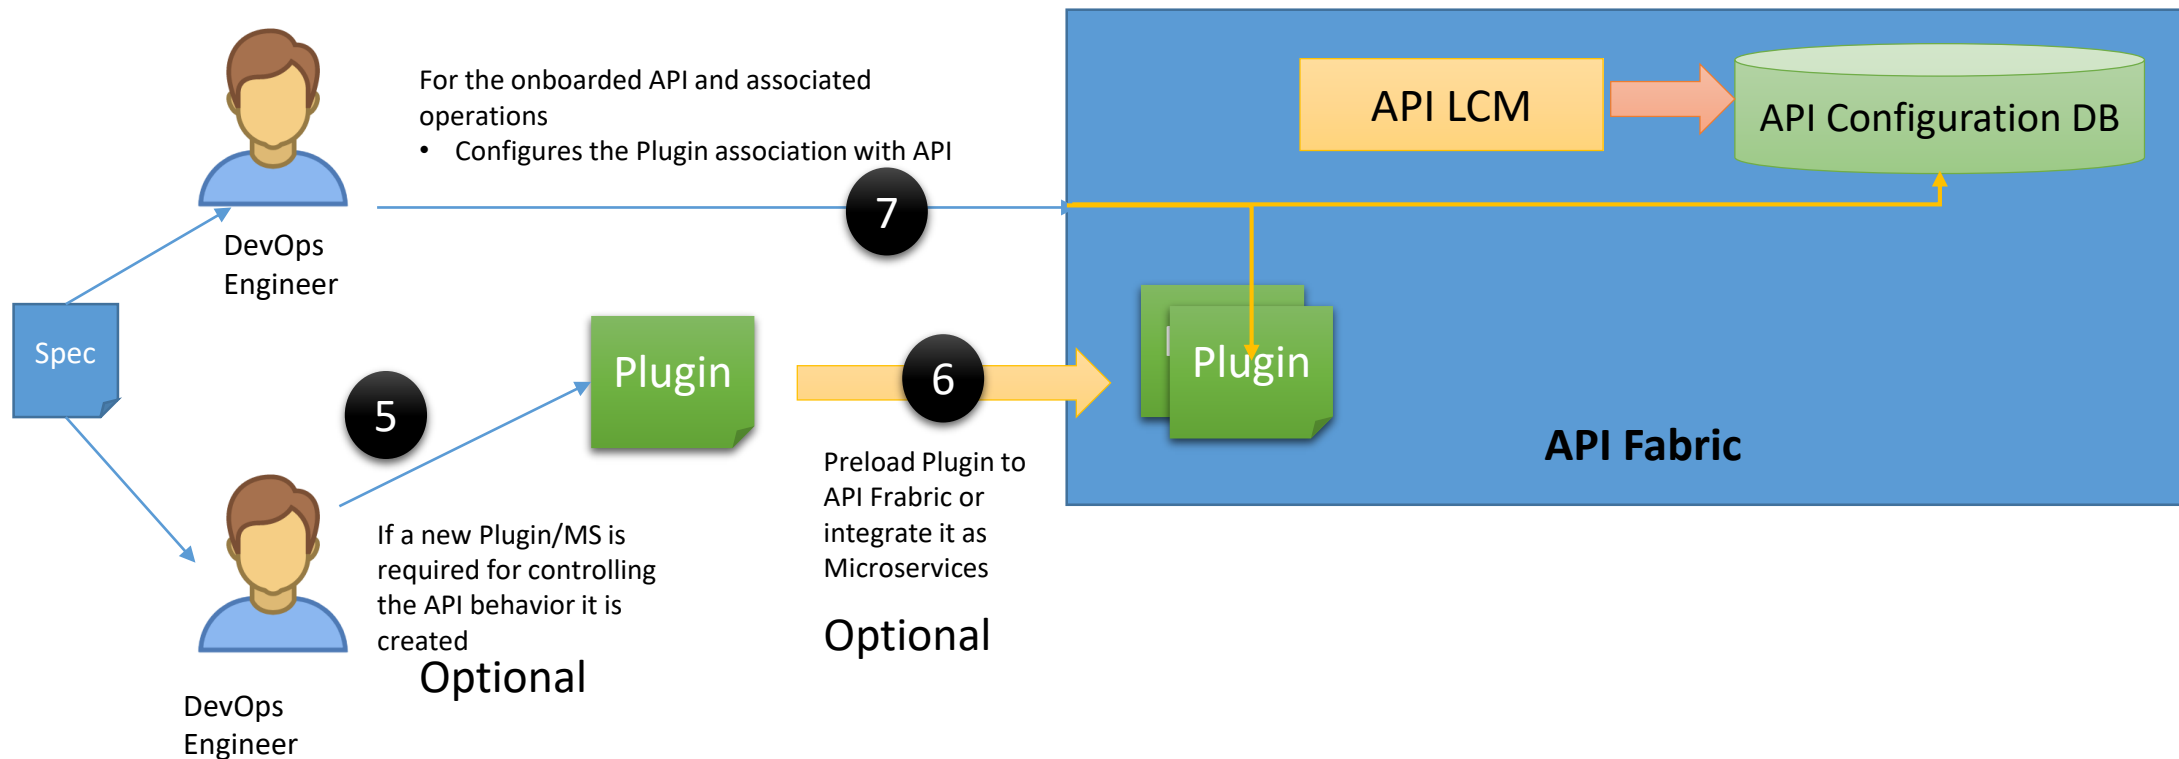 For the onboarded API and associated
operations
• Configures the Plugin association with API
7
DevOps
Engineer
Spec
5
Plugin
6
If a new Plugin/MS is
required for controlling
the API behavior it is
created
Optional
DevOps
Engineer
Preload Plugin to
API Frabric or
integrate it as
Microservices
Optional
API LCM
API Configuration DB
Plugin
API Fabric